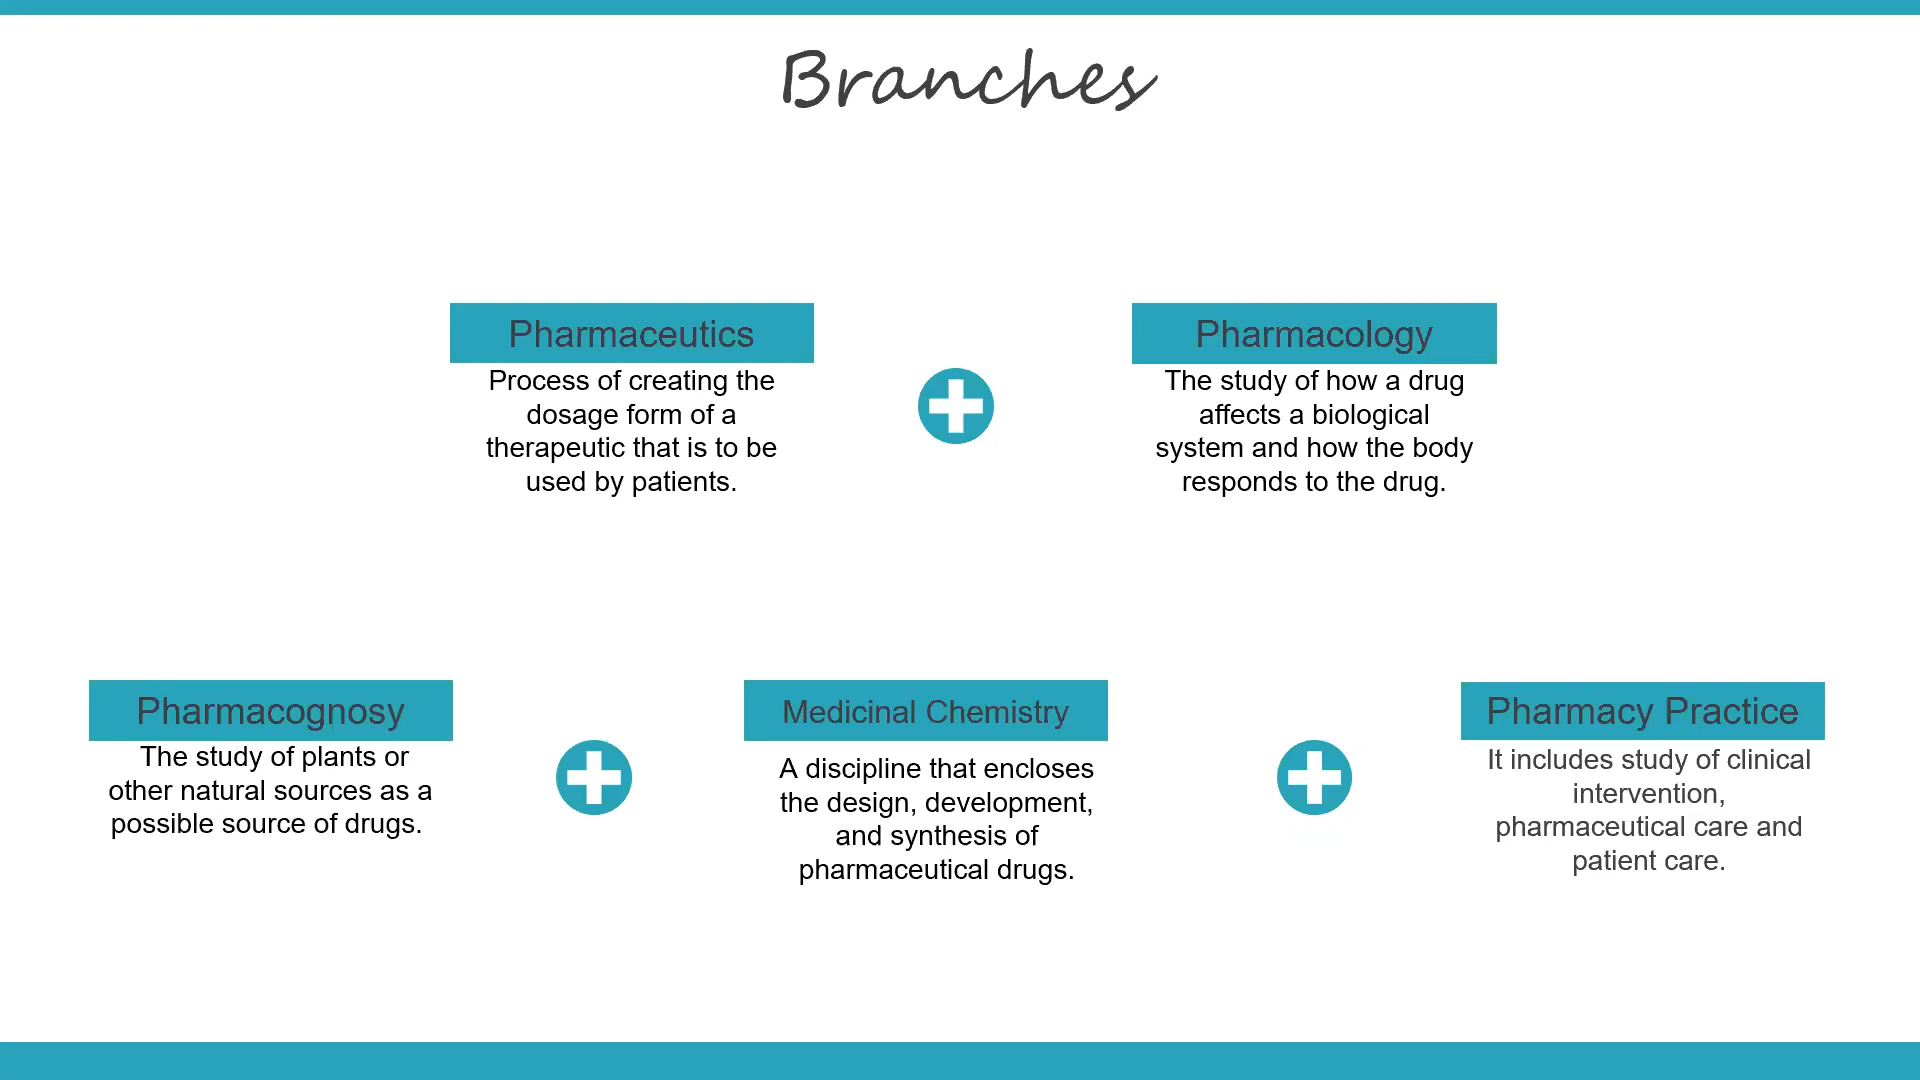 Branches
Pharmaceutics
Process of creating the
dosage form of a
therapeutic that is to be
used by patients.
Pharmacology
The study of how a drug
affects a biological
system and how the body
responds to the drug.
Pharmacognosy
The study of plants or
other natural sources as a
possible source of drugs.
Medicinal Chemistry
A discipline that encloses
the design, development,
and synthesis of
pharmaceutical drugs.
Pharmacy Practice
It includes study of clinical
intervention,
pharmaceutical care and
patient care.